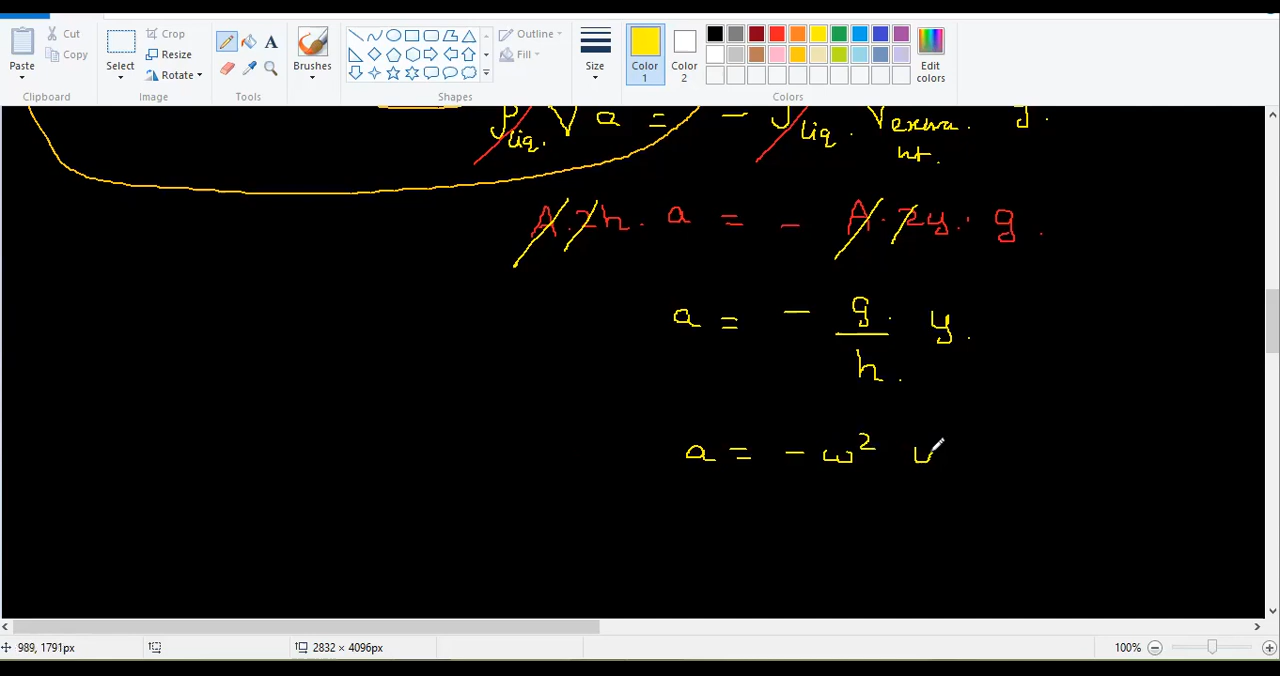 Cut
Copy
Paste
Clipboard
Select
Crop
Resize
Rotate
Image
A
Tools
Brushes
Outline
Fill
Shapes
Size
Color 1
Color 2
Edit colors
Colors
ρliq. V a = - ρliq. Vextra ht. g.
A.2h. a = - A.2y. g.
a = - g/h. y.
a = - ω²
989, 1791px
2832 × 4096px
100%